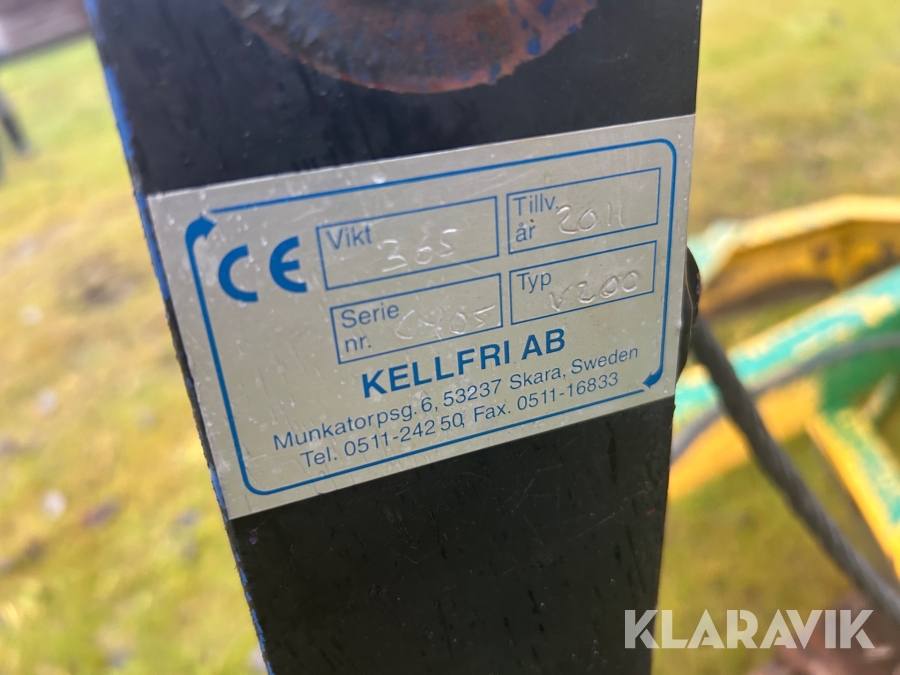 CE
Vikt 365
Tillv. år 2011
Serie nr.
Typ V200
KELLFRI AB
Munkatorpsg. 6, 53237 Skara, Sweden
Tel. 0511-242 50, Fax. 0511-16833
KLARAVIK